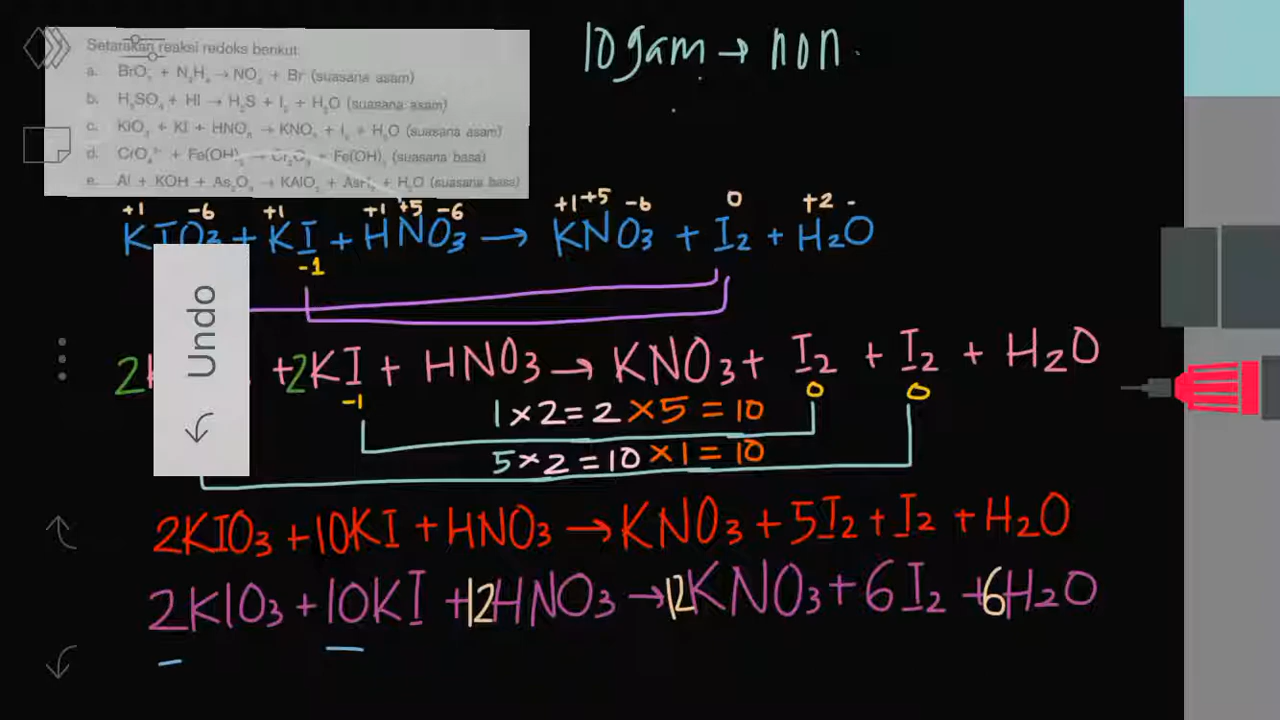 10gam → non
Setarakan reaksi redoks berikut
a. BrO₃⁻ + N₂H₄ → NO₃ + Br (suasana asam)
b. H₂SO₄ + HI → H₂S + I₂ + H₂O (suasana asam)
c. KIO₃ + KI + HNO₃ → KNO₃ + I₂ + H₂O (suasana asam)
d. CrO₄²⁻ + Fe(OH)₂ → Cr₂O₃ + Fe(OH)₃ (suasana basa)
e. Al + KOH + As₂O₃ → KAlO₂ + AsH₃ + H₂O (suasana basa)
+1 -6 +1 +1 +5 -6 +1 +5 -6 0 +2 -
KIO₃ + KI + HNO₃ → KNO₃ + I₂ + H₂O
-1
Undo
2K + 2KI + HNO₃ → KNO₃ + I₂ + I₂ + H₂O
-1 0 0
1 × 2 = 2 × 5 = 10
5 × 2 = 10 × 1 = 10
2KIO₃ + 10KI + HNO₃ → KNO₃ + 5I₂ + I₂ + H₂O
2KIO₃ + 10KI + 12HNO₃ → 12KNO₃ + 6I₂ + 6H₂O